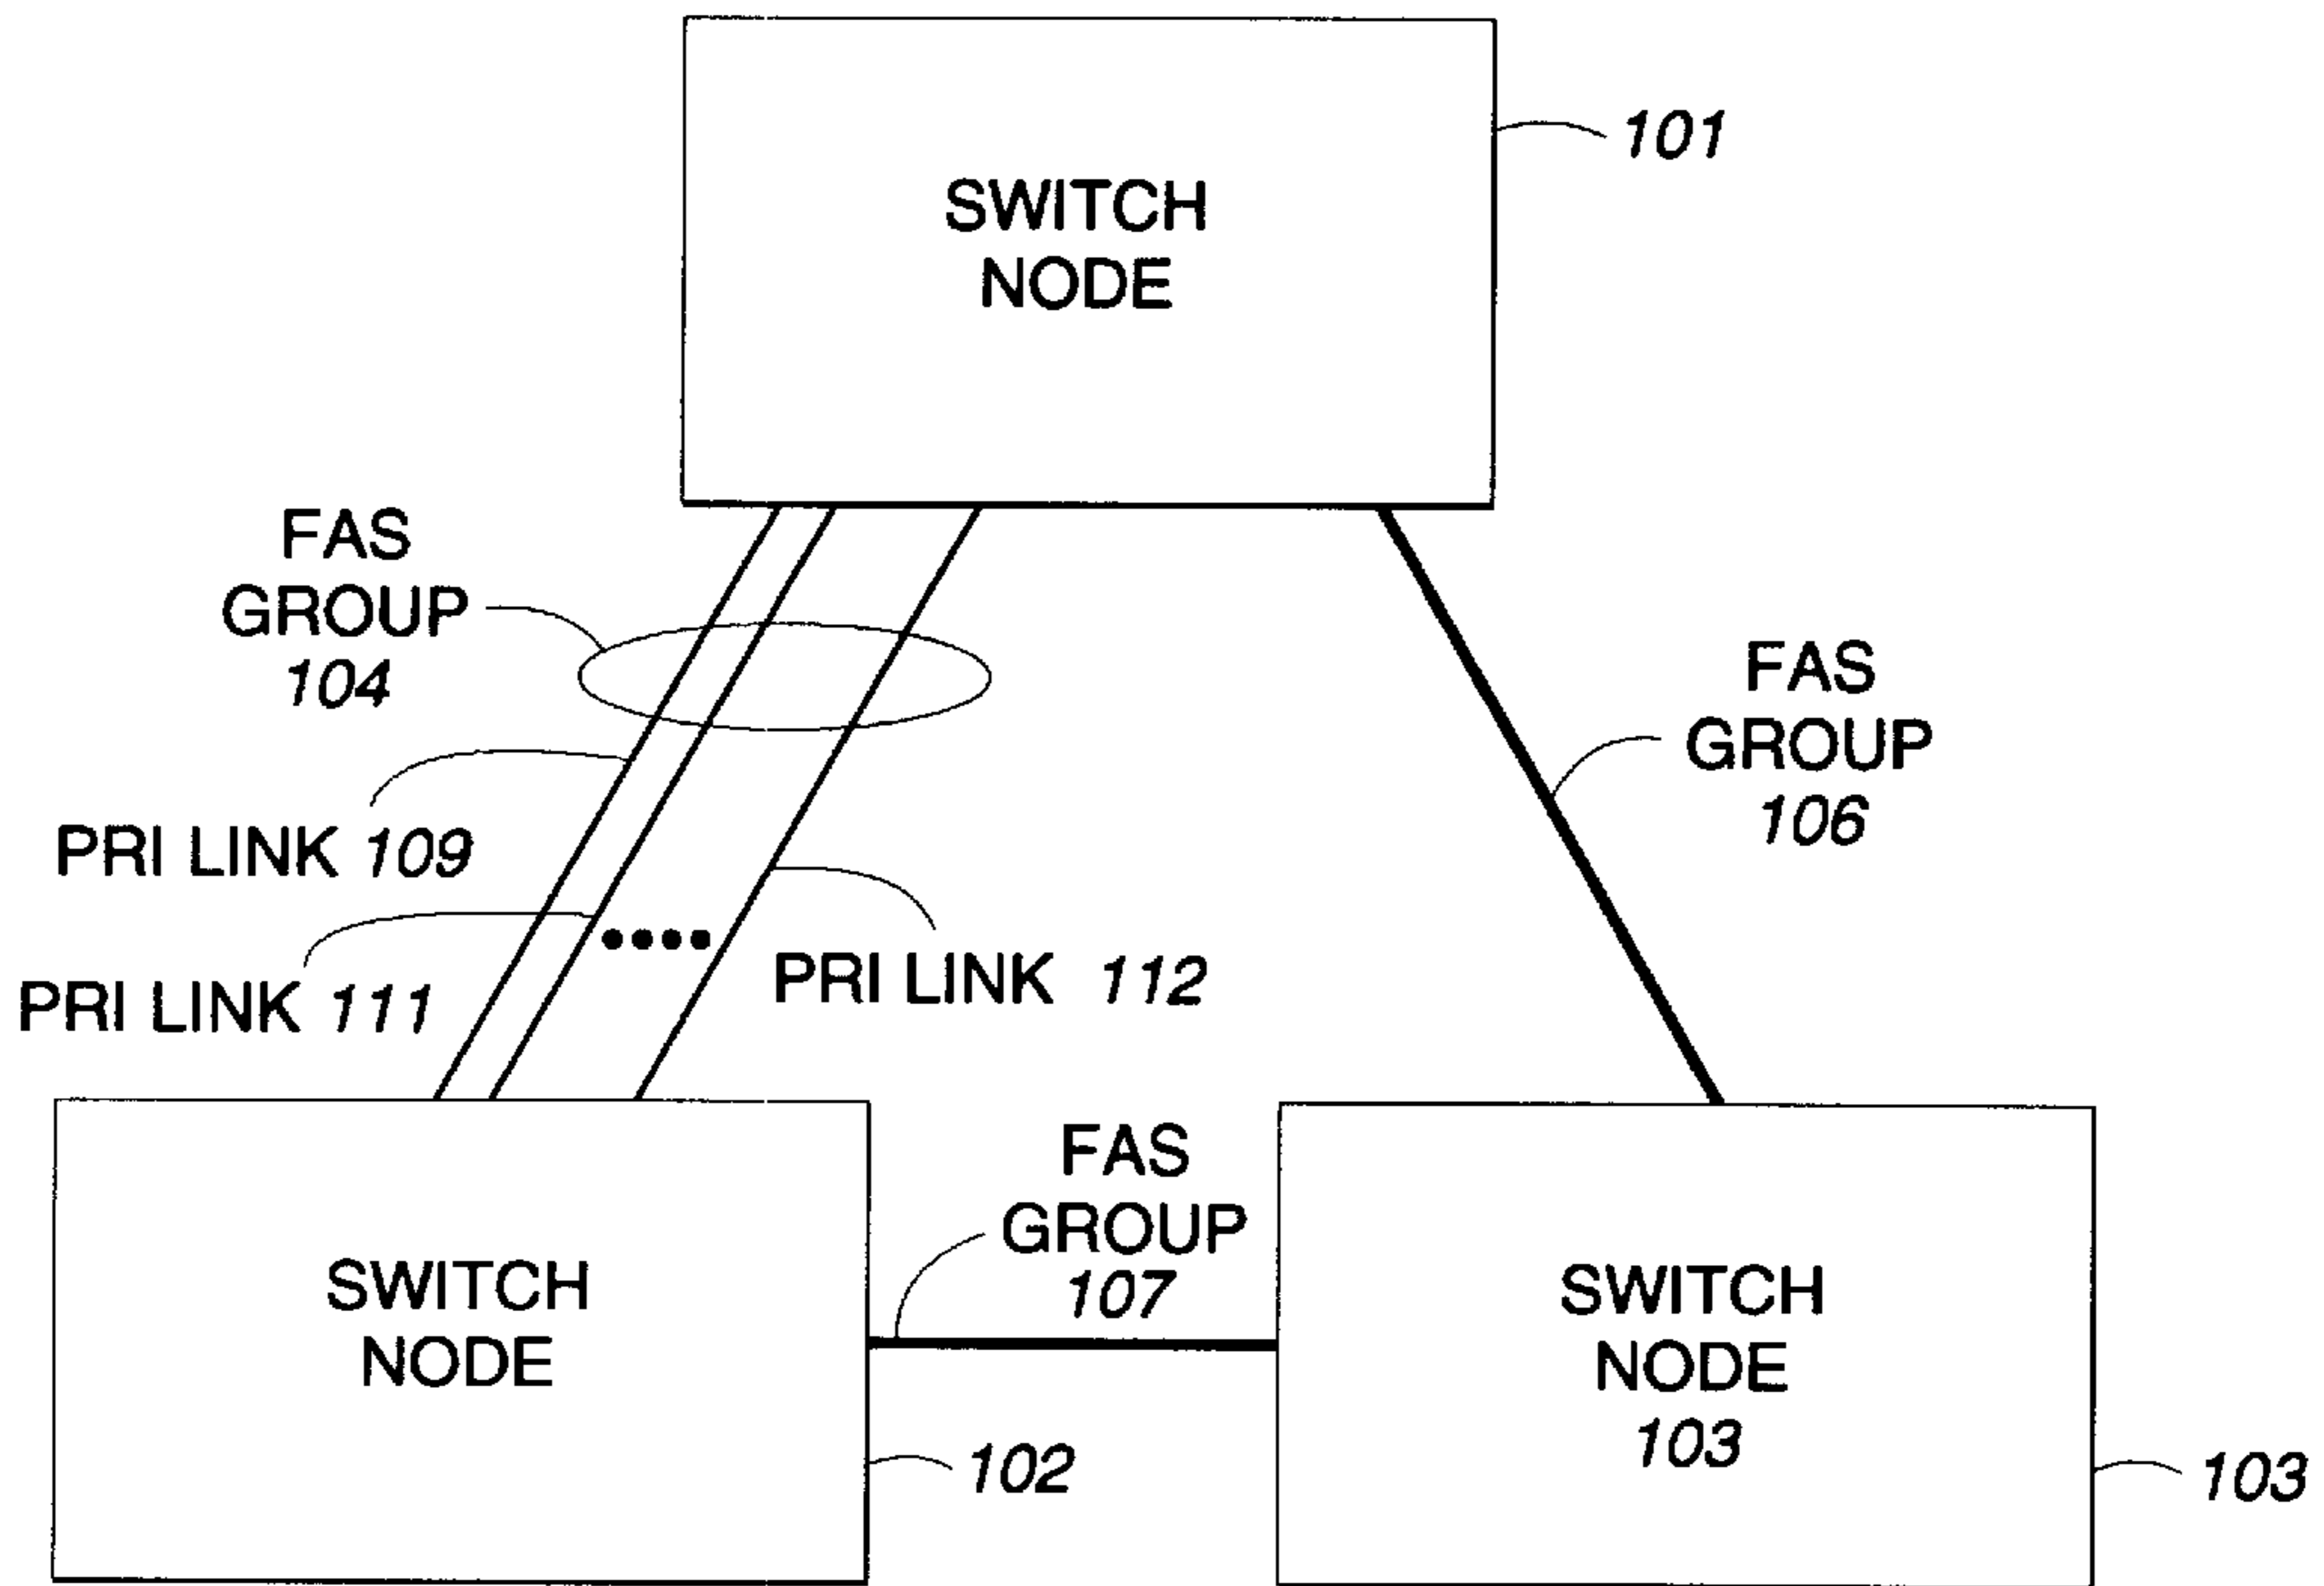 SWITCH
NODE
101
FAS
GROUP
104
FAS
GROUP
106
PRI LINK 109
PRI LINK 111
PRI LINK 112
FAS
GROUP
107
SWITCH
NODE
102
SWITCH
NODE
103
103